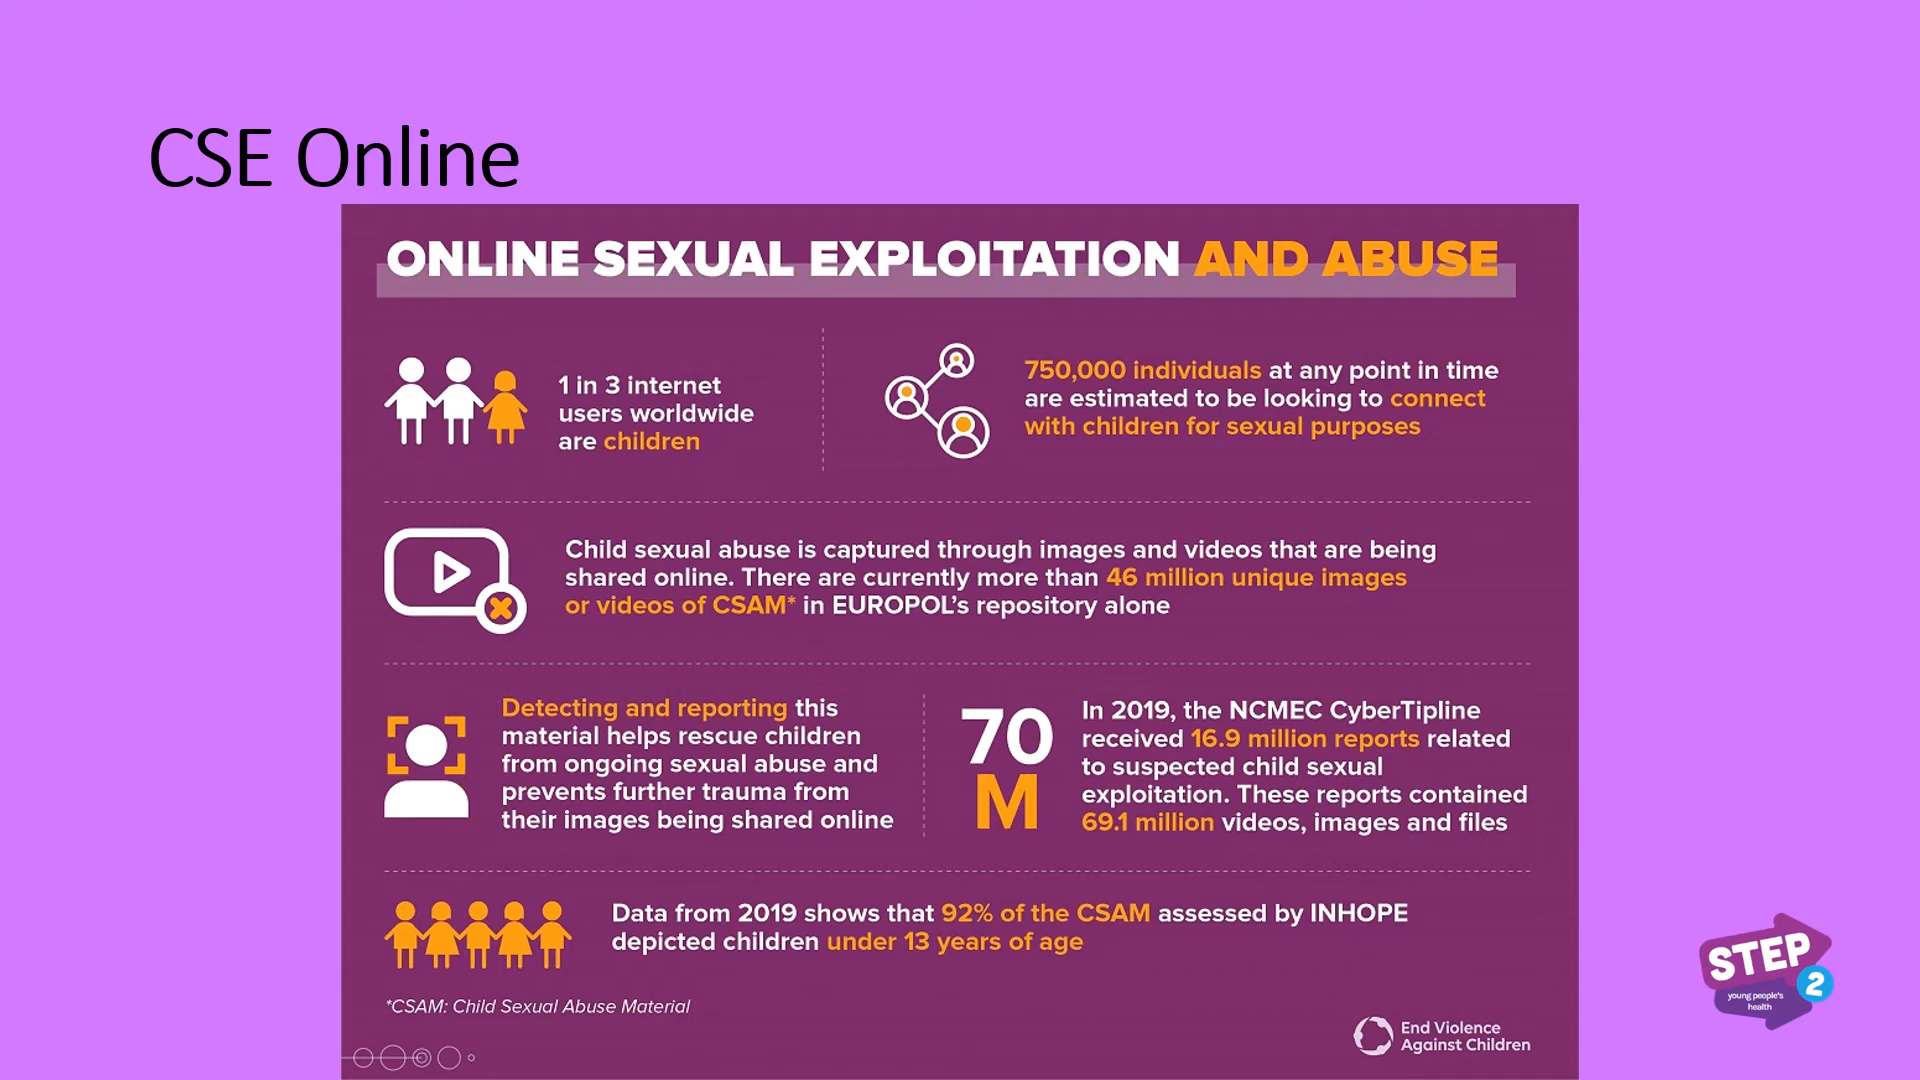 CSE Online
ONLINE SEXUAL EXPLOITATION AND ABUSE
1 in 3 internet
users worldwide
are children
750,000 individuals at any point in time
are estimated to be looking to connect
with children for sexual purposes
Child sexual abuse is captured through images and videos that are being
shared online. There are currently more than 46 million unique images
or videos of CSAM* in EUROPOL's repository alone
Detecting and reporting this
material helps rescue children
from ongoing sexual abuse and
prevents further trauma from
their images being shared online
70
M
In 2019, the NCMEC CyberTipline
received 16.9 million reports related
to suspected child sexual
exploitation. These reports contained
69.1 million videos, images and files
Data from 2019 shows that 92% of the CSAM assessed by INHOPE
depicted children under 13 years of age
*CSAM: Child Sexual Abuse Material
End Violence
Against Children
STEP
2
young people's
health